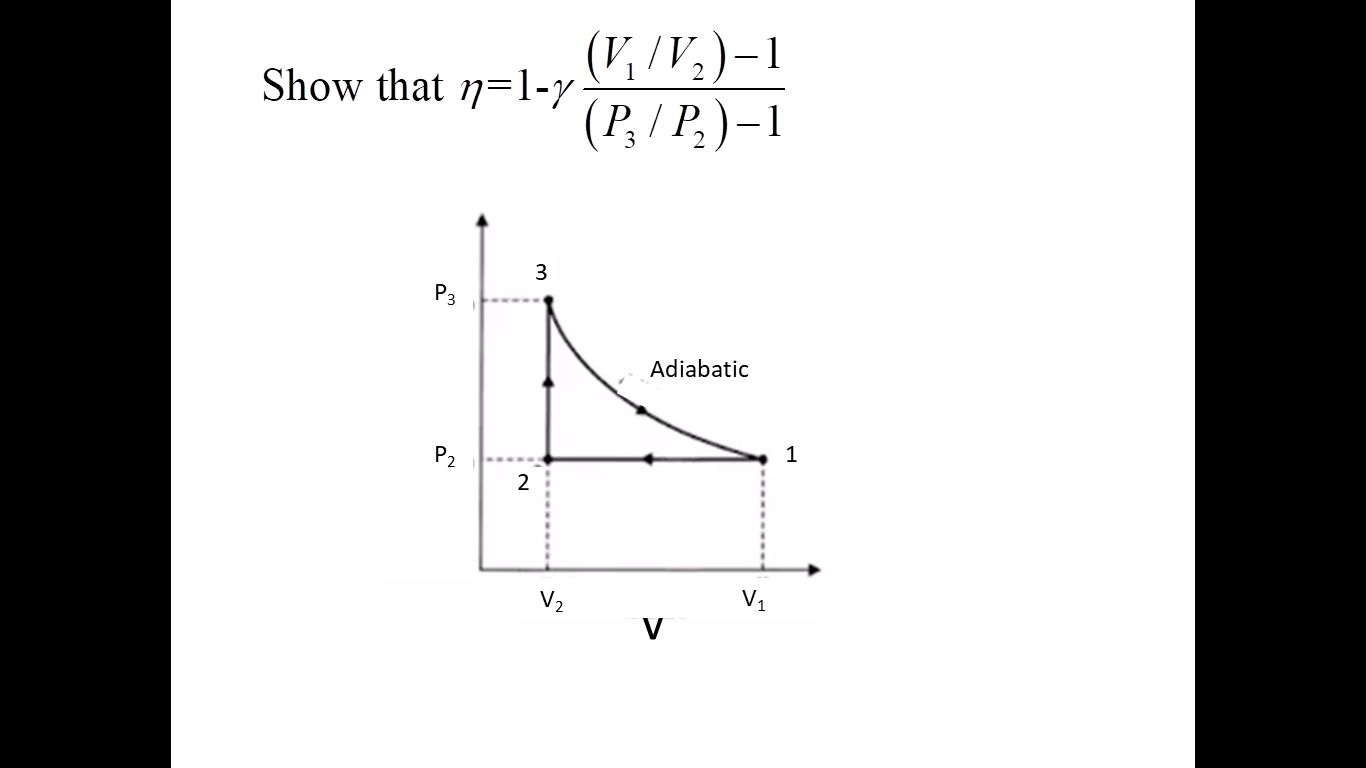 Show that η=1-γ (V₁ / V₂) – 1 / (P₃ / P₂) – 1
3
P₃
Adiabatic
P₂
1
2
V₂
V₁
V